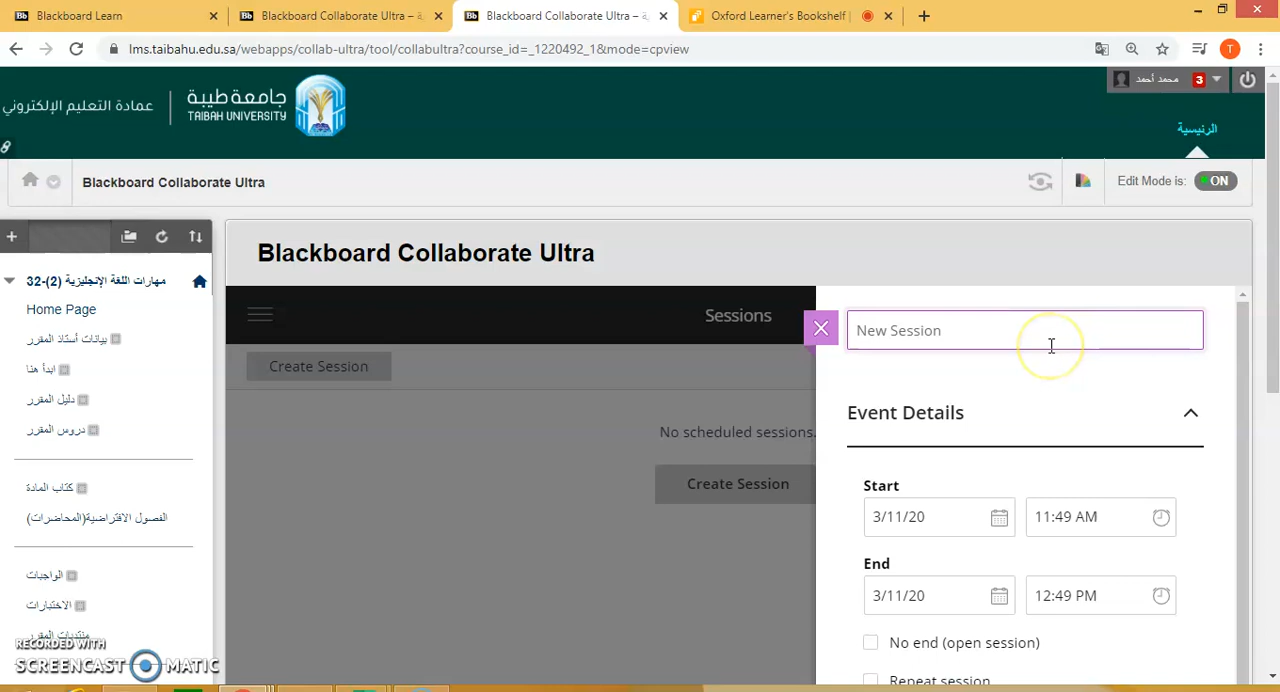 Blackboard Learn
Blackboard Collaborate Ultra –
Blackboard Collaborate Ultra –
Oxford Learner's Bookshelf |
lms.taibahu.edu.sa/webapps/collab-ultra/tool/collabultra?course_id=_1220492_1&mode=cpview
T
عمادة التعليم الإلكتروني
جامعة طيبة
TAIBAH UNIVERSITY
محمد أحمد
3
الرئيسية
Blackboard Collaborate Ultra
Edit Mode is:
ON
Blackboard Collaborate Ultra
مهارات اللغة الإنجليزية (2)-32
Home Page
بيانات أستاذ المقرر
ابدأ هنا
دليل المقرر
دروس المقرر
كتاب المادة
الفصول الافتراضية(المحاضرات)
الواجبات
الاختبارات
منتديات المقرر
Sessions
Create Session
No scheduled sessions.
Create Session
New Session
Event Details
Start
3/11/20
11:49 AM
End
3/11/20
12:49 PM
No end (open session)
Repeat session
RECORDED WITH
SCREENCAST MATIC